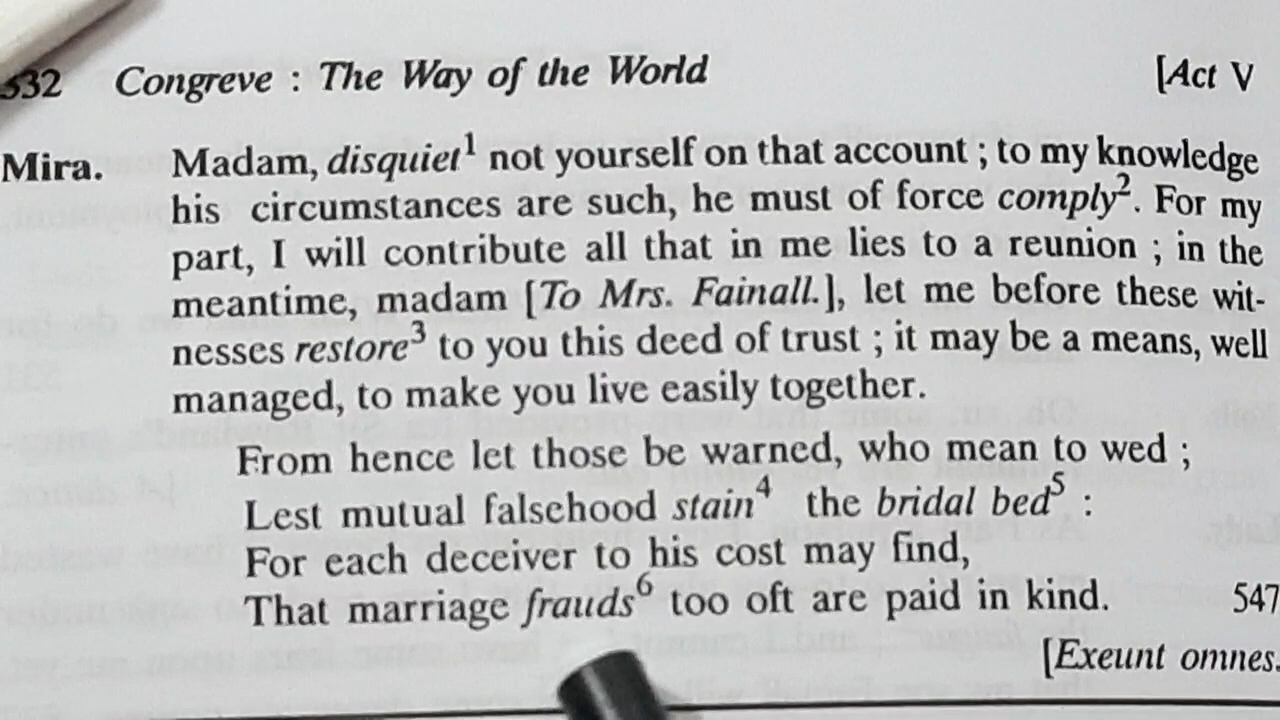 332 Congreve : The Way of the World [Act V
Mira. Madam, disquiet¹ not yourself on that account ; to my knowledge
his circumstances are such, he must of force comply². For my
part, I will contribute all that in me lies to a reunion ; in the
meantime, madam [To Mrs. Fainall.], let me before these wit-
nesses restore³ to you this deed of trust ; it may be a means, well
managed, to make you live easily together.
From hence let those be warned, who mean to wed ;
Lest mutual falsehood stain⁴ the bridal bed⁵ :
For each deceiver to his cost may find,
That marriage frauds⁶ too oft are paid in kind. 547
[Exeunt omnes.